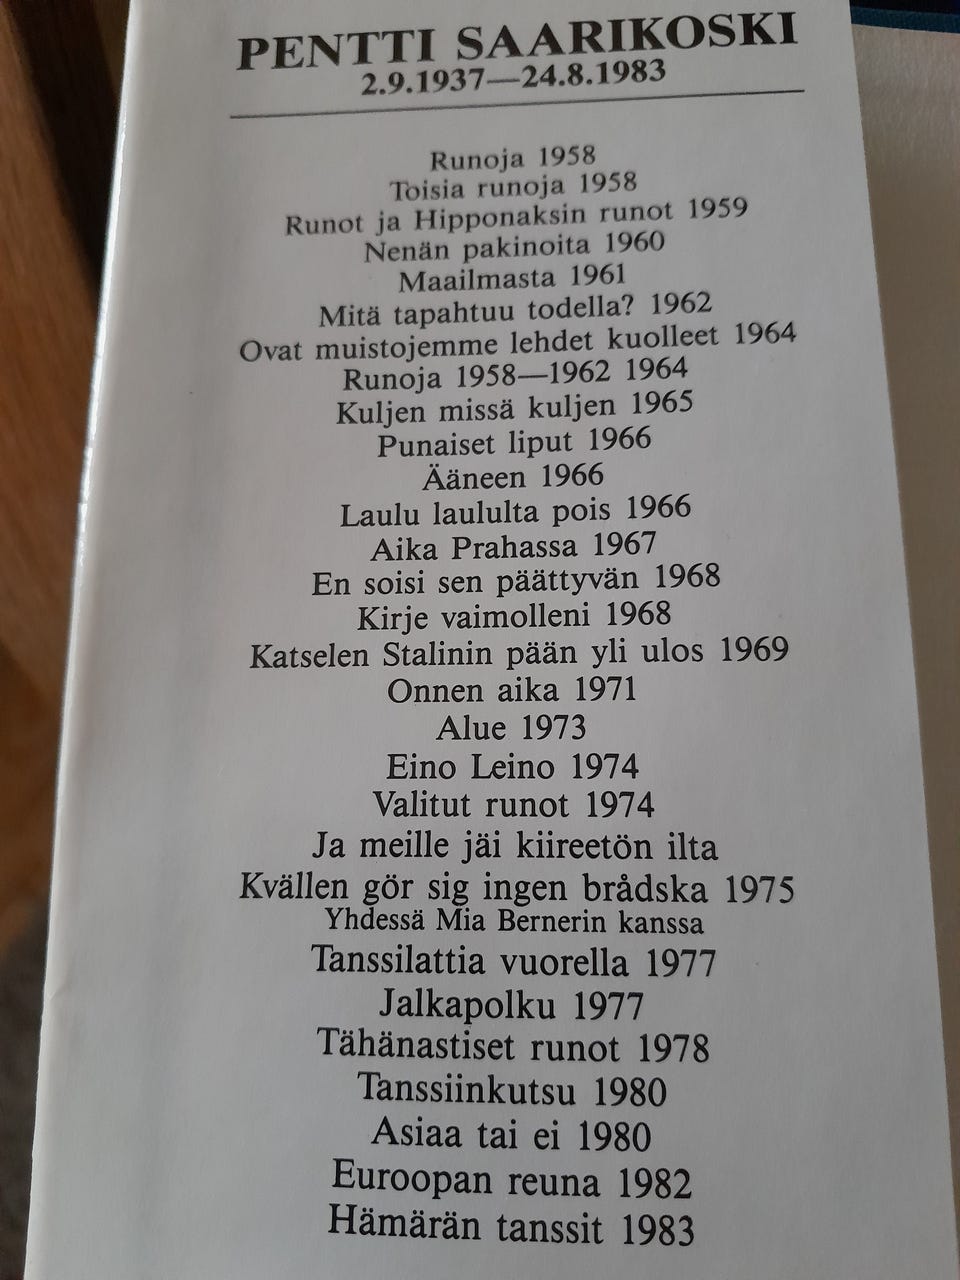 PENTTI SAARIKOSKI
2.9.1937—24.8.1983
Runoja 1958
Toisia runoja 1958
Runot ja Hipponaksin runot 1959
Nenän pakinoita 1960
Maailmasta 1961
Mitä tapahtuu todella? 1962
Ovat muistojemme lehdet kuolleet 1964
Runoja 1958—1962 1964
Kuljen missä kuljen 1965
Punaiset liput 1966
Ääneen 1966
Laulu laululta pois 1966
Aika Prahassa 1967
En soisi sen päättyvän 1968
Kirje vaimolleni 1968
Katselen Stalinin pään yli ulos 1969
Onnen aika 1971
Alue 1973
Eino Leino 1974
Valitut runot 1974
Ja meille jäi kiireetön ilta
Kvällen gör sig ingen brådska 1975
Yhdessä Mia Bernerin kanssa
Tanssilattia vuorella 1977
Jalkapolku 1977
Tähänastiset runot 1978
Tanssiinkutsu 1980
Asiaa tai ei 1980
Euroopan reuna 1982
Hämärän tanssit 1983